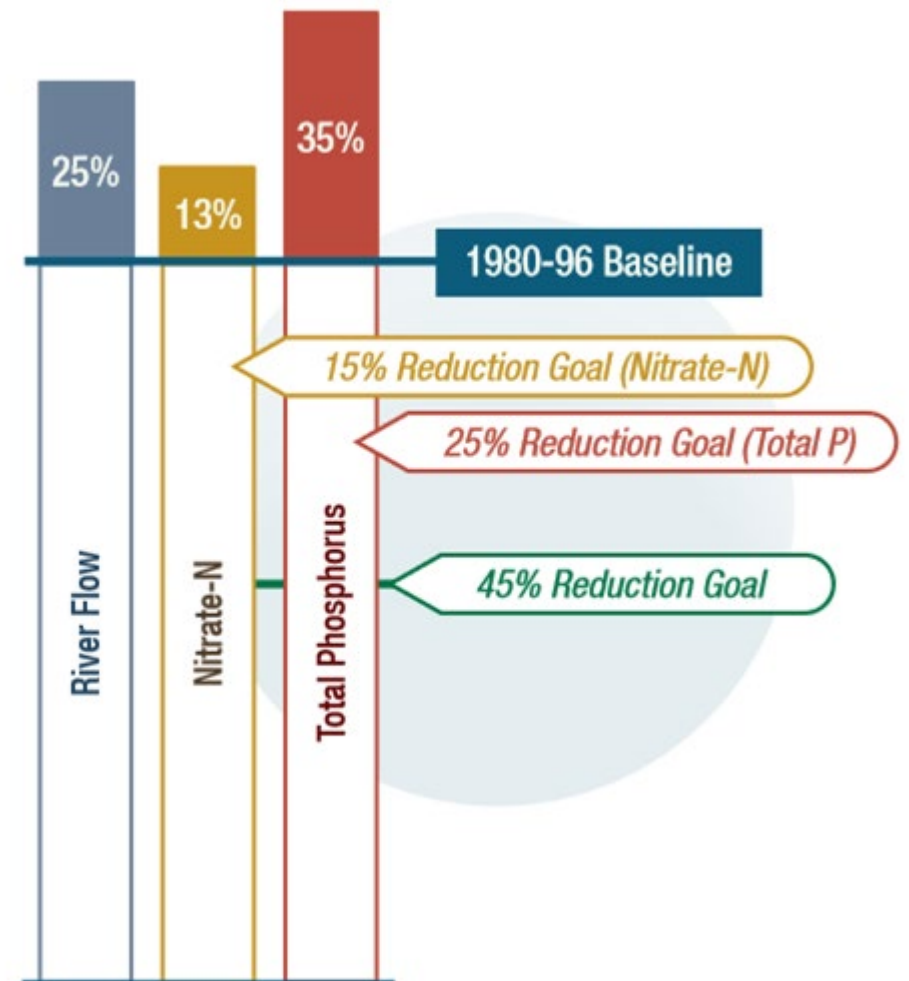 35%
25%
13%
1980-96 Baseline
15% Reduction Goal (Nitrate-N)
25% Reduction Goal (Total P)
45% Reduction Goal
River Flow
Nitrate-N
Total Phosphorus